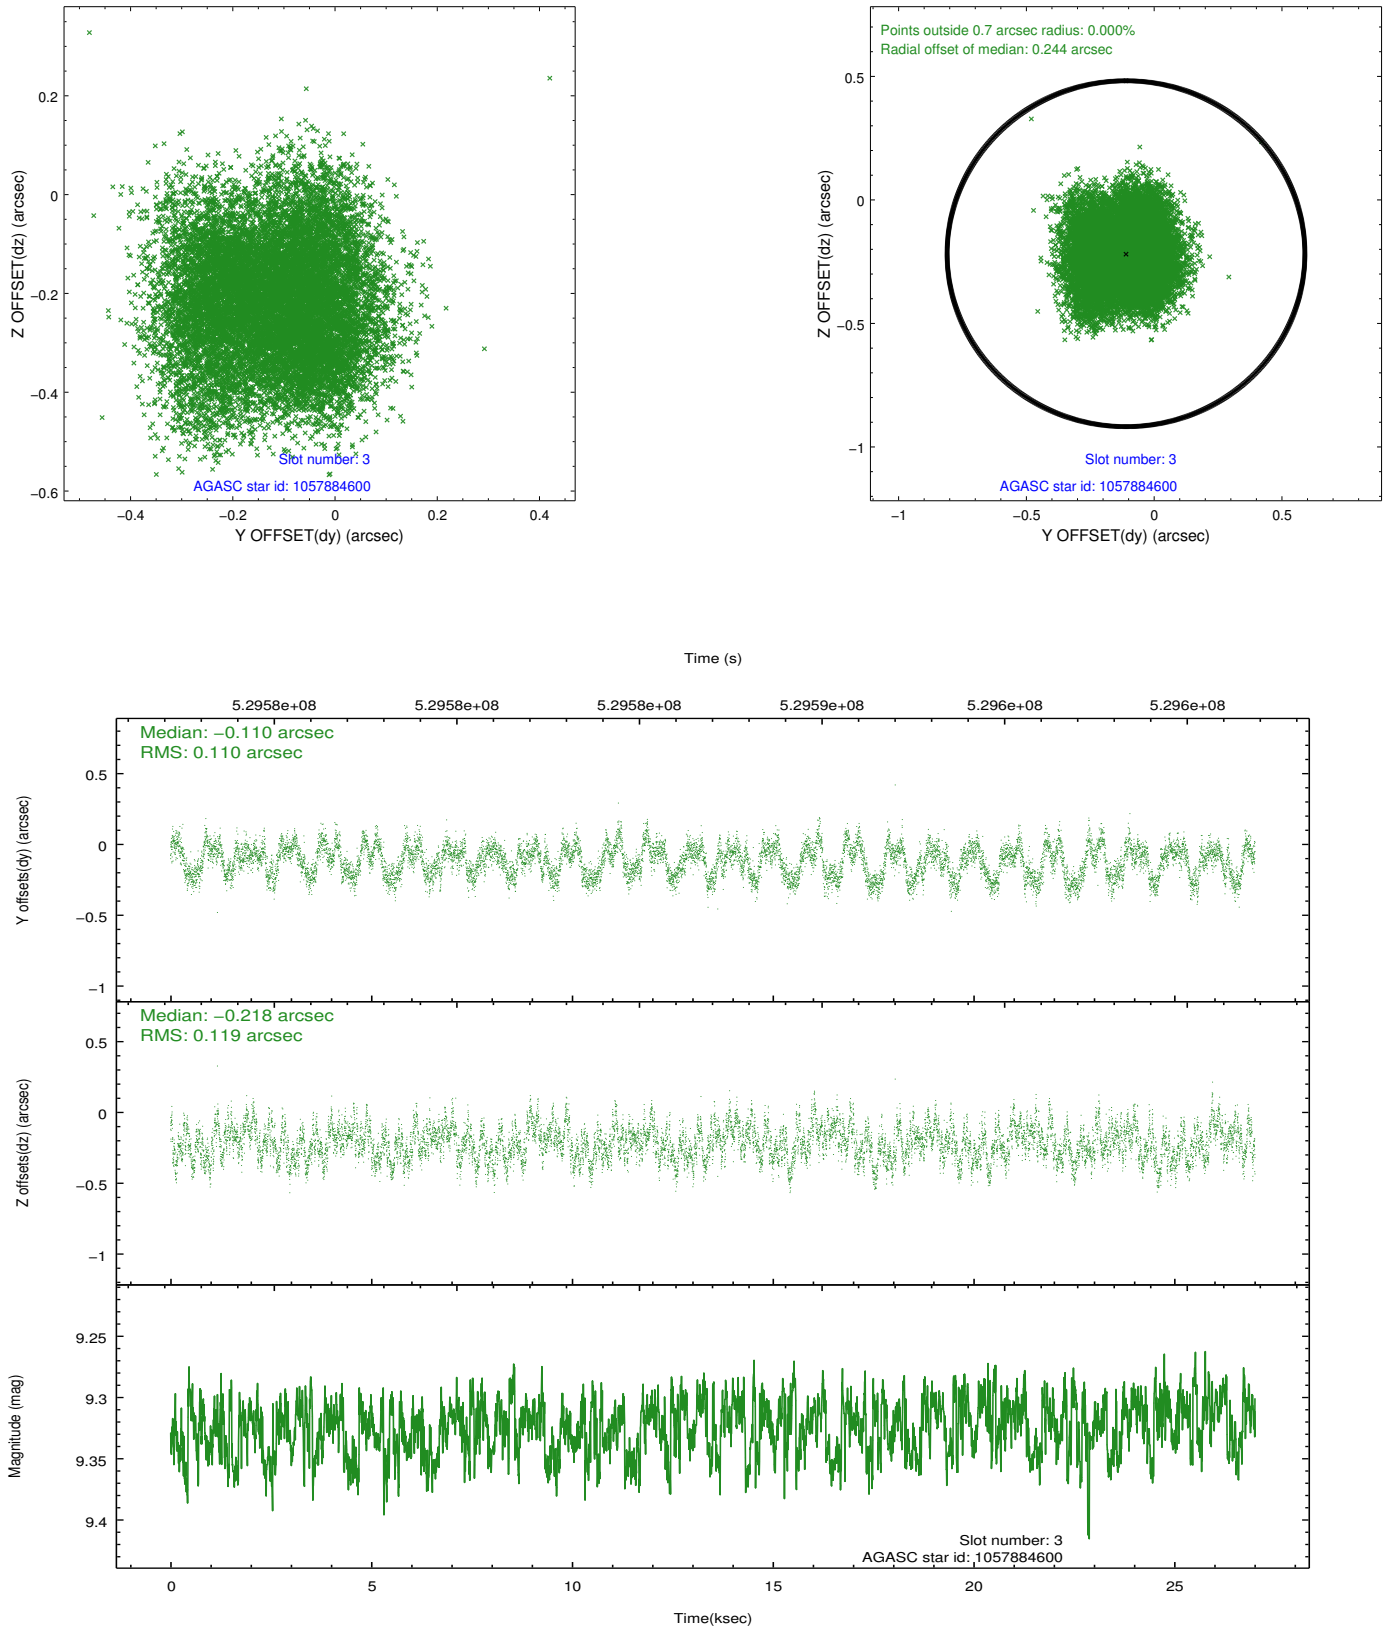 0.2
0
−0.2
−0.4
−0.6
Z OFFSET(dz) (arcsec)
Slot number: 3
AGASC star id: 1057884600
−0.4
−0.2
0
0.2
0.4
Y OFFSET(dy) (arcsec)
Points outside 0.7 arcsec radius: 0.000%
Radial offset of median: 0.244 arcsec
0.5
0
−0.5
−1
Z OFFSET(dz) (arcsec)
Slot number: 3
AGASC star id: 1057884600
−1
−0.5
0
0.5
Y OFFSET(dy) (arcsec)
Time (s)
5.2958e+08
5.2958e+08
5.2958e+08
5.2959e+08
5.296e+08
5.296e+08
Median: −0.110 arcsec
RMS: 0.110 arcsec
0.5
0
−0.5
−1
Y offsets(dy) (arcsec)
Median: −0.218 arcsec
RMS: 0.119 arcsec
0.5
0
−0.5
−1
Z offsets(dz) (arcsec)
9.25
9.3
9.35
9.4
Magnitude (mag)
Slot number: 3
AGASC star id: 1057884600
0
5
10
15
20
25
Time(ksec)